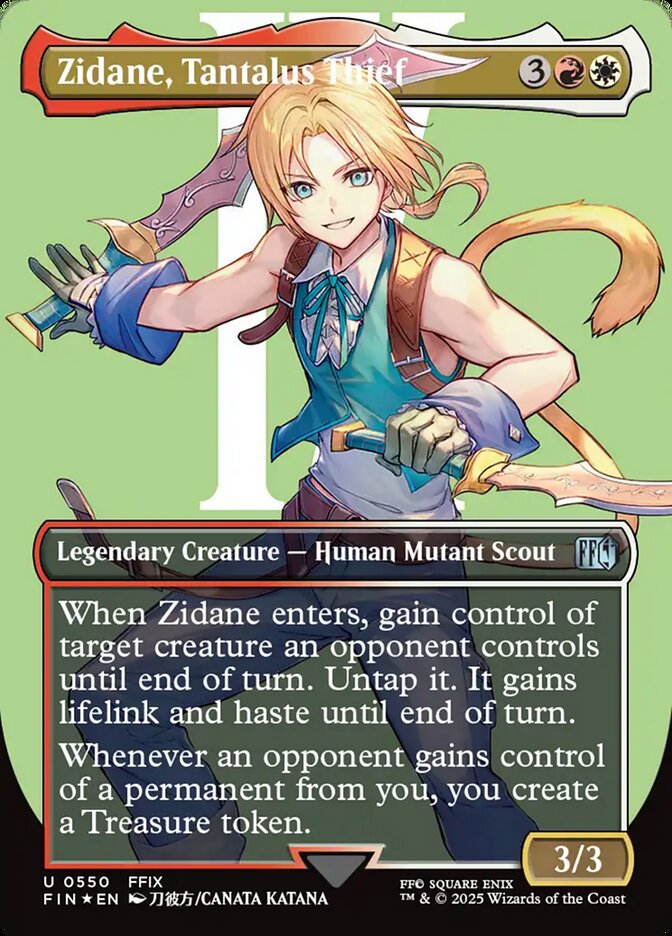 Zidane, Tantalus Thief 3
IX
Legendary Creature — Human Mutant Scout FF
When Zidane enters, gain control of
target creature an opponent controls
until end of turn. Untap it. It gains
lifelink and haste until end of turn.
Whenever an opponent gains control
of a permanent from you, you create
a Treasure token.
3/3
U 0550 FFIX
FIN★EN 刀彼方/CANATA KATANA
FF© SQUARE ENIX
™ & © 2025 Wizards of the Coast